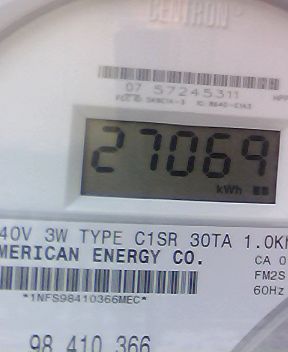 CENTRON
07 57245311
27069
kWh
40V 3W TYPE C1SR 30TA 1.0K
MERICAN ENERGY CO.
CA 0
FM2S
60Hz
*1NFS98410366MEC*
98 410 366